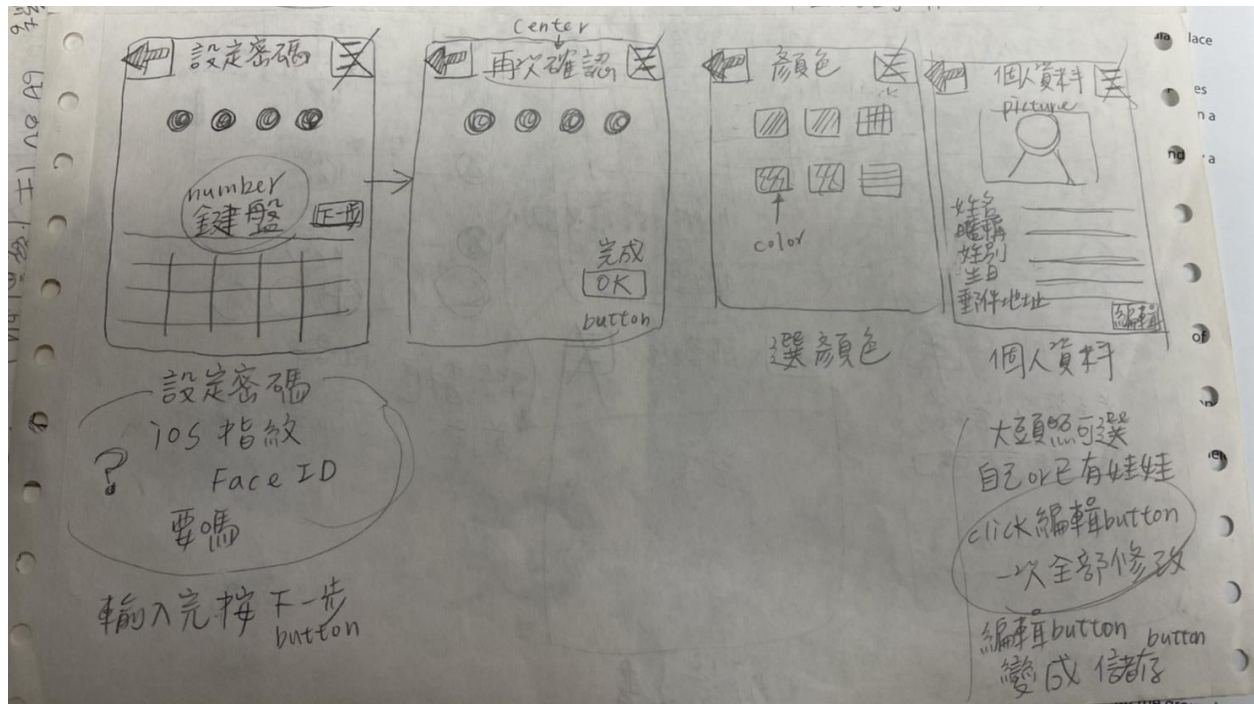 center
設定密碼
再次確認
顏色
個人資料
picture
number
鍵盤
下一步
完成
OK
button
color
姓名
暱稱
姓別
生日
郵件地址
編輯
選顏色
個人資料
設定密碼
iOS 指紋
Face ID
?
要嗎
輸入完按下一步
button
大頭照可選
自己or已有娃娃
click編輯button
一次全部修改
編輯button button
變成儲存
lace
es
n a
nd
a
of